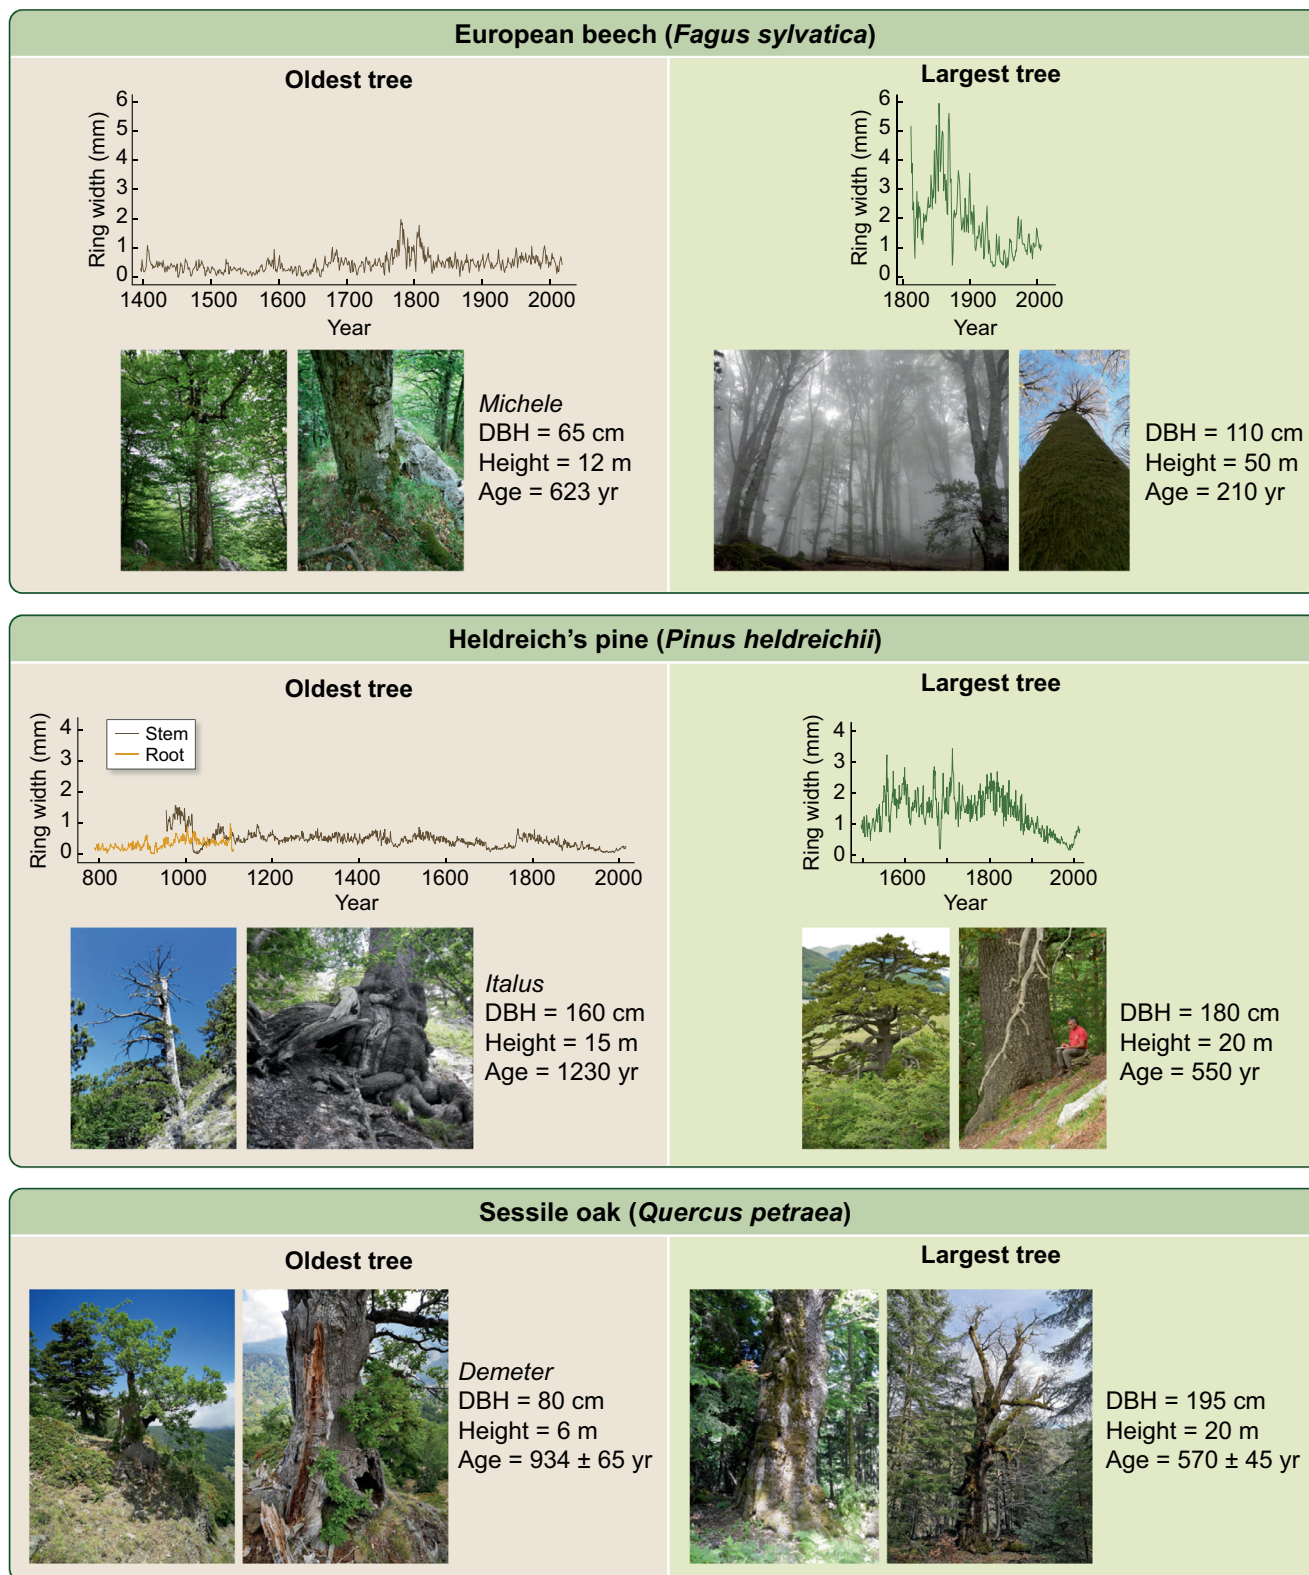 European beech (Fagus sylvatica)
Oldest tree
6
5
4
3
2
1
0
Ring width (mm)
1400 1500 1600 1700 1800 1900 2000
Year
Michele
DBH = 65 cm
Height = 12 m
Age = 623 yr
Largest tree
6
5
4
3
2
1
0
Ring width (mm)
1800 1900 2000
Year
DBH = 110 cm
Height = 50 m
Age = 210 yr
Heldreich’s pine (Pinus heldreichii)
Oldest tree
4
3
2
1
0
Ring width (mm)
Stem
Root
800 1000 1200 1400 1600 1800 2000
Year
Italus
DBH = 160 cm
Height = 15 m
Age = 1230 yr
Largest tree
4
3
2
1
0
Ring width (mm)
1600 1800 2000
Year
DBH = 180 cm
Height = 20 m
Age = 550 yr
Sessile oak (Quercus petraea)
Oldest tree
Demeter
DBH = 80 cm
Height = 6 m
Age = 934 ± 65 yr
Largest tree
DBH = 195 cm
Height = 20 m
Age = 570 ± 45 yr